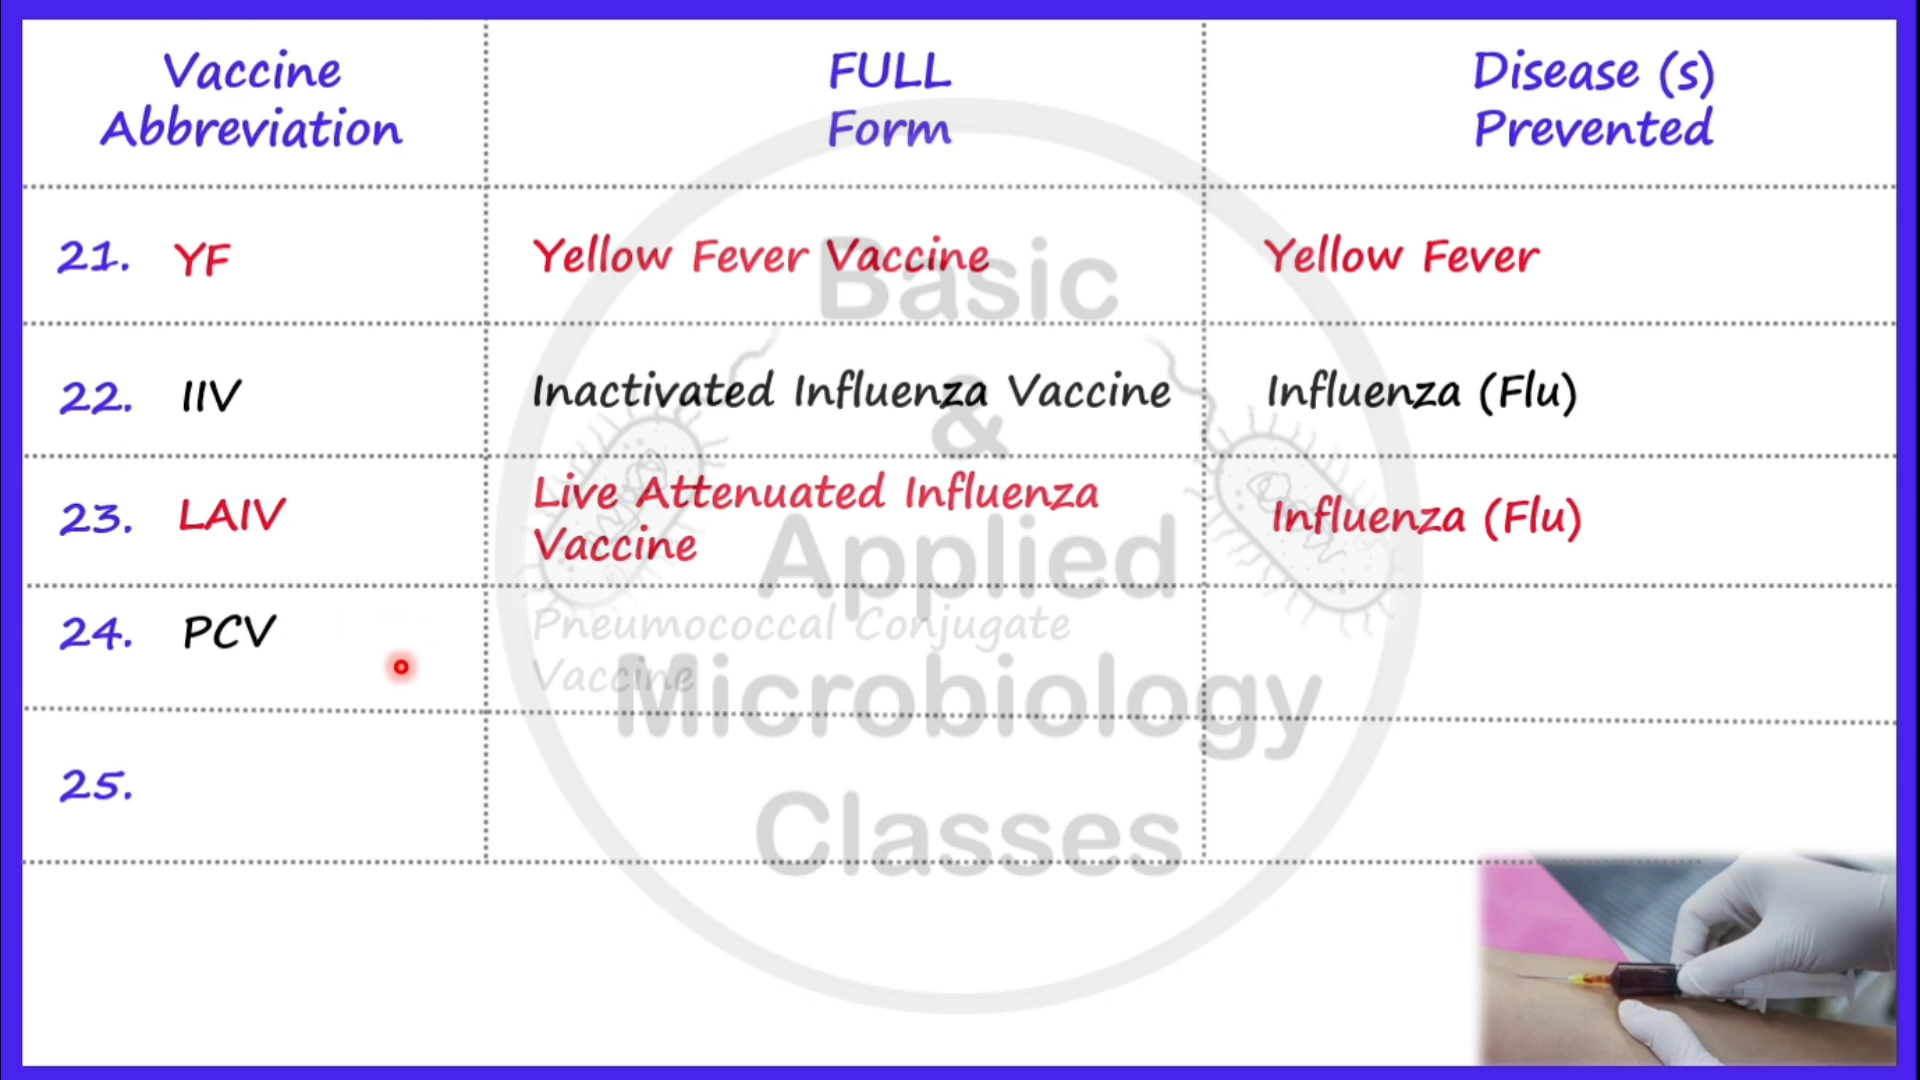 Vaccine
Abbreviation
FULL
Form
Disease (s)
Prevented
21. YF
Yellow Fever Vaccine
Yellow Fever
22. IIV
Inactivated Influenza Vaccine
Influenza (Flu)
23. LAIV
Live Attenuated Influenza
Vaccine
Influenza (Flu)
24. PCV
Pneumococcal Conjugate
Vaccine
25.
Basic
&
Applied
Microbiology
Classes